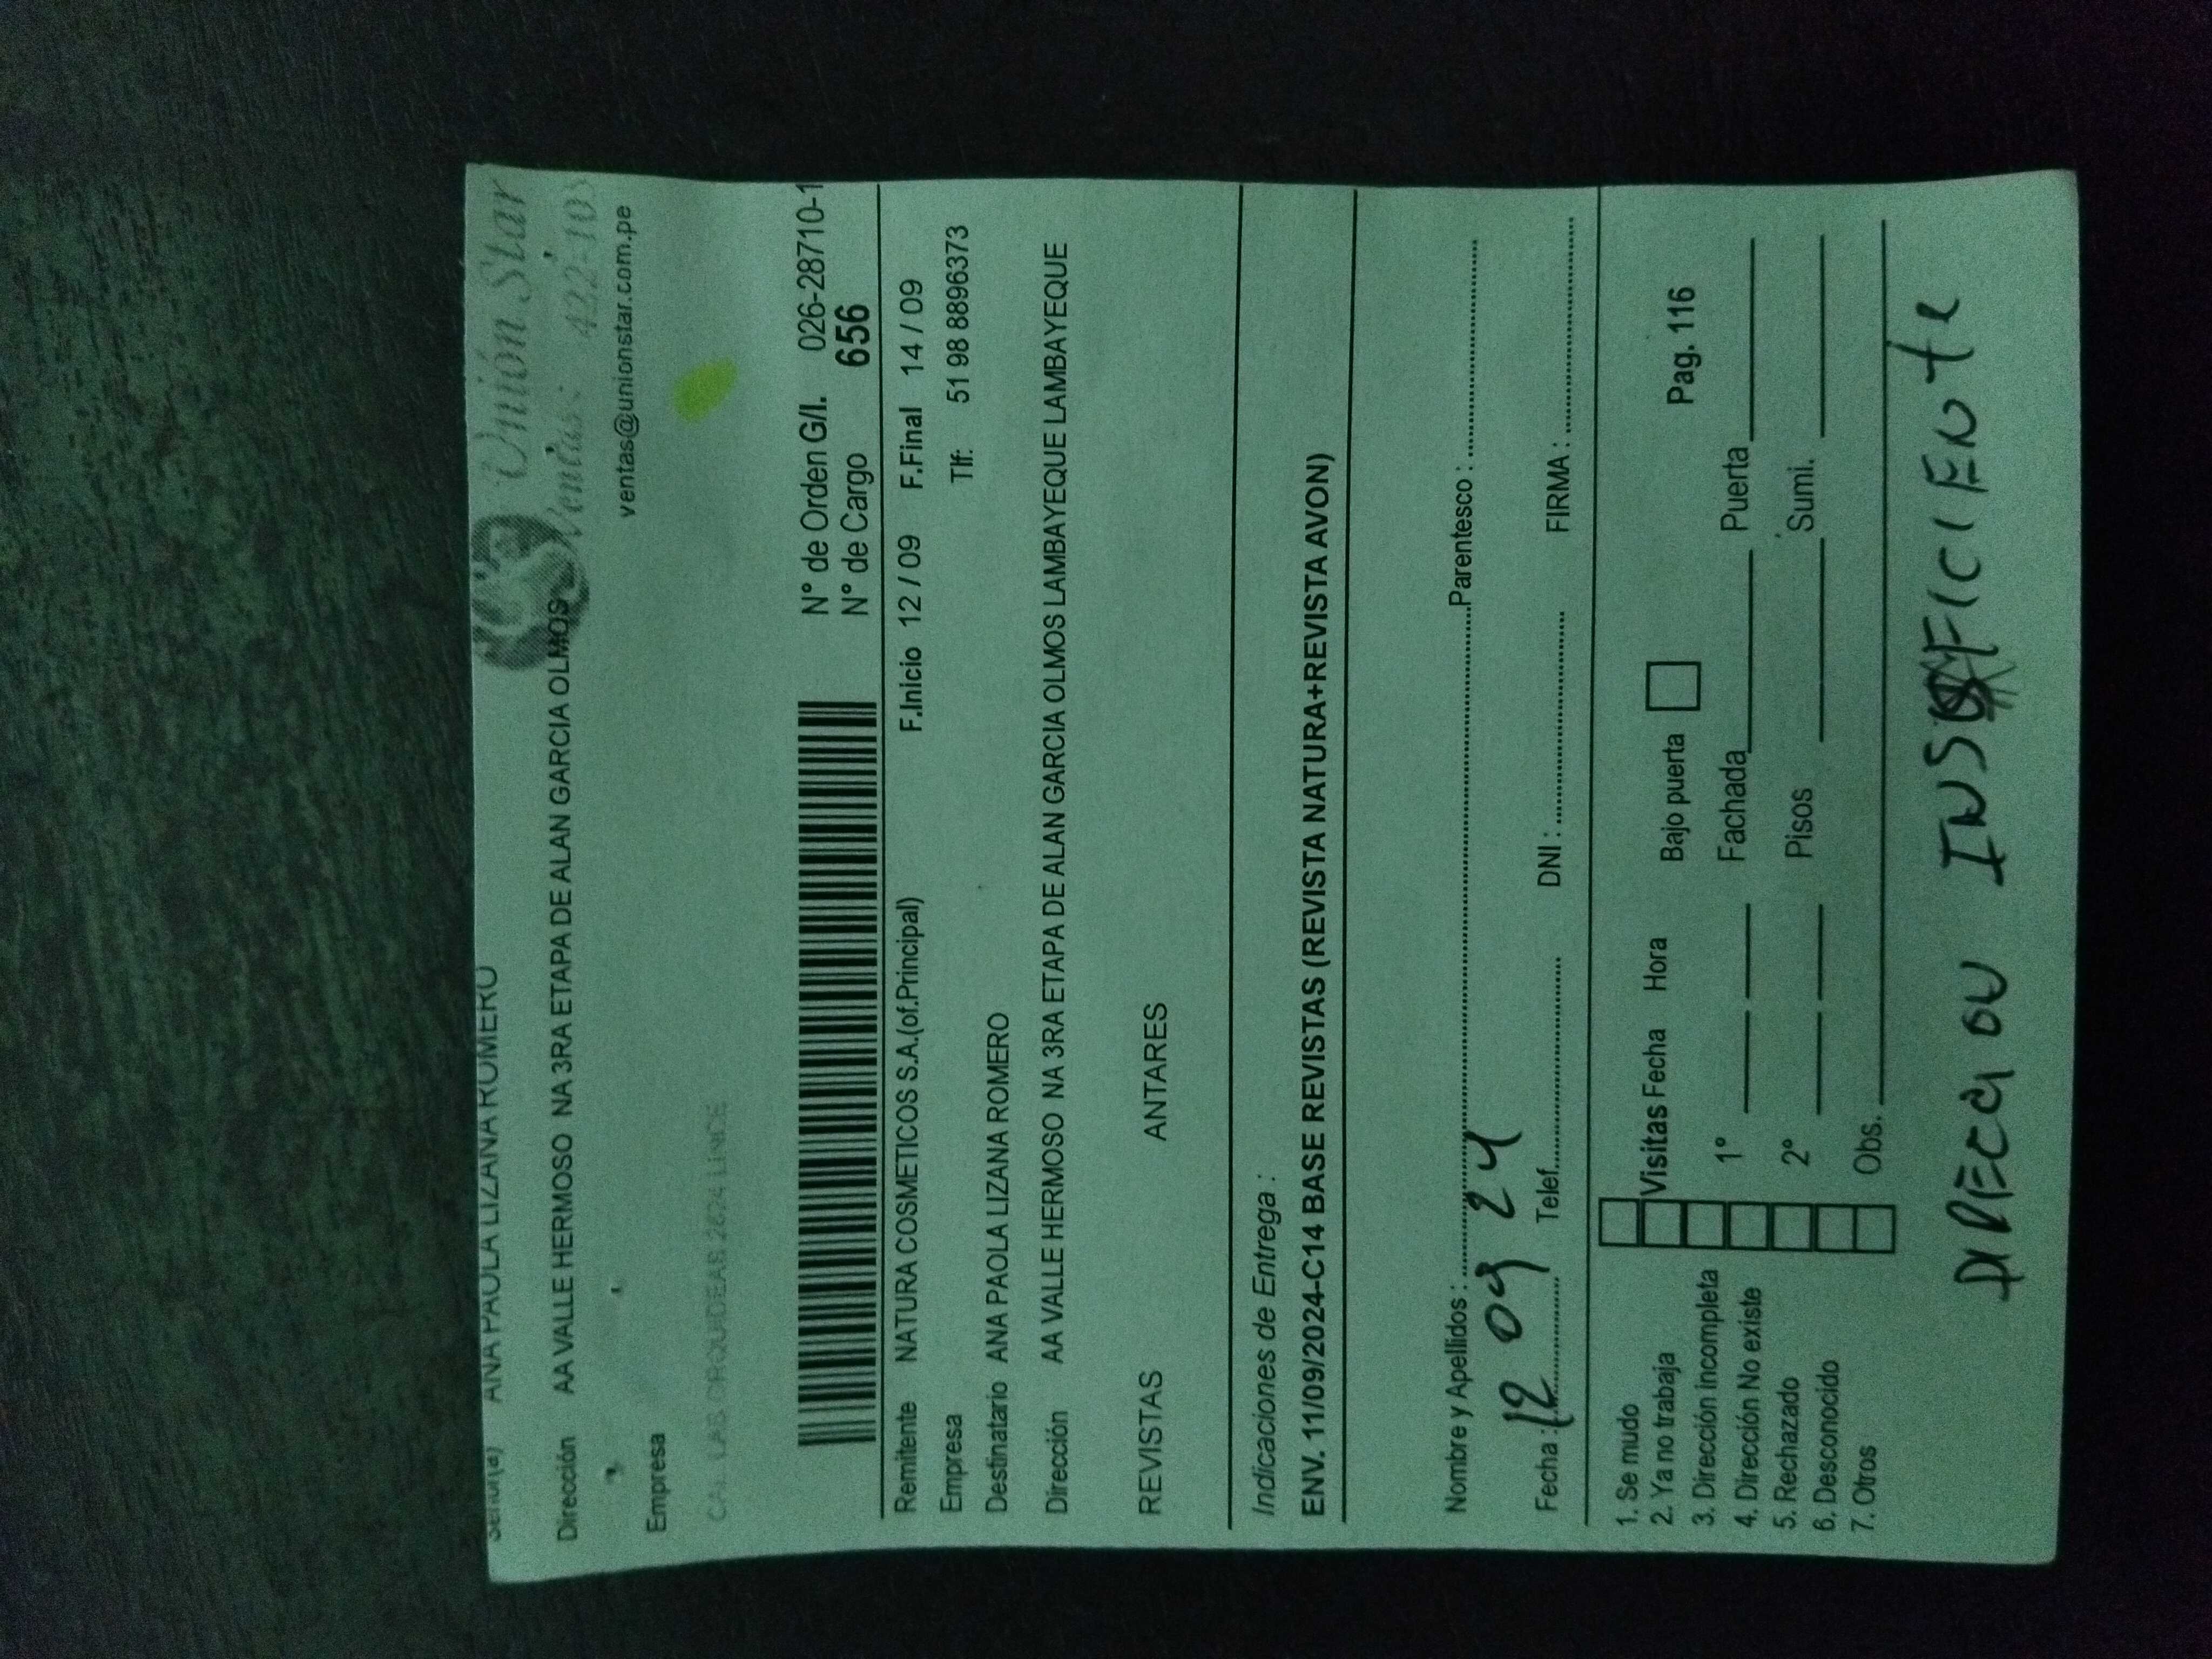 Señor(a) ANA PAOLA LIZANA ROMERO
Unión Star
Dirección AA VALLE HERMOSO NA 3RA ETAPA DE ALAN GARCIA OLMOS
Ventas: 422-10
ventas@unionstar.com.pe
Empresa
CAL. LAS ORQUIDEAS LINCE
N° de Orden G/I. 026-28710-1
N° de Cargo 656
Remitente NATURA COSMETICOS S.A.(of.Principal) F.Inicio 12 / 09 F.Final 14 / 09
Empresa Tlf: 51 98 8896373
Destinatario ANA PAOLA LIZANA ROMERO
Dirección AA VALLE HERMOSO NA 3RA ETAPA DE ALAN GARCIA OLMOS LAMBAYEQUE LAMBAYEQUE
REVISTAS ANTARES
Indicaciones de Entrega :
ENV. 11/09/2024-C14 BASE REVISTAS (REVISTA NATURA+REVISTA AVON)
Nombre y Apellidos : Parentesco :
Fecha : 12 09 24 Telef. DNI : FIRMA :
1. Se mudo
2. Ya no trabaja Visitas Fecha Hora Bajo puerta Pag. 116
3. Dirección incompleta
4. Dirección No existe 1° Fachada Puerta
5. Rechazado
6. Desconocido 2° Pisos Sumi.
7. Otros Obs.
DIRECCION INSUFICIENTE